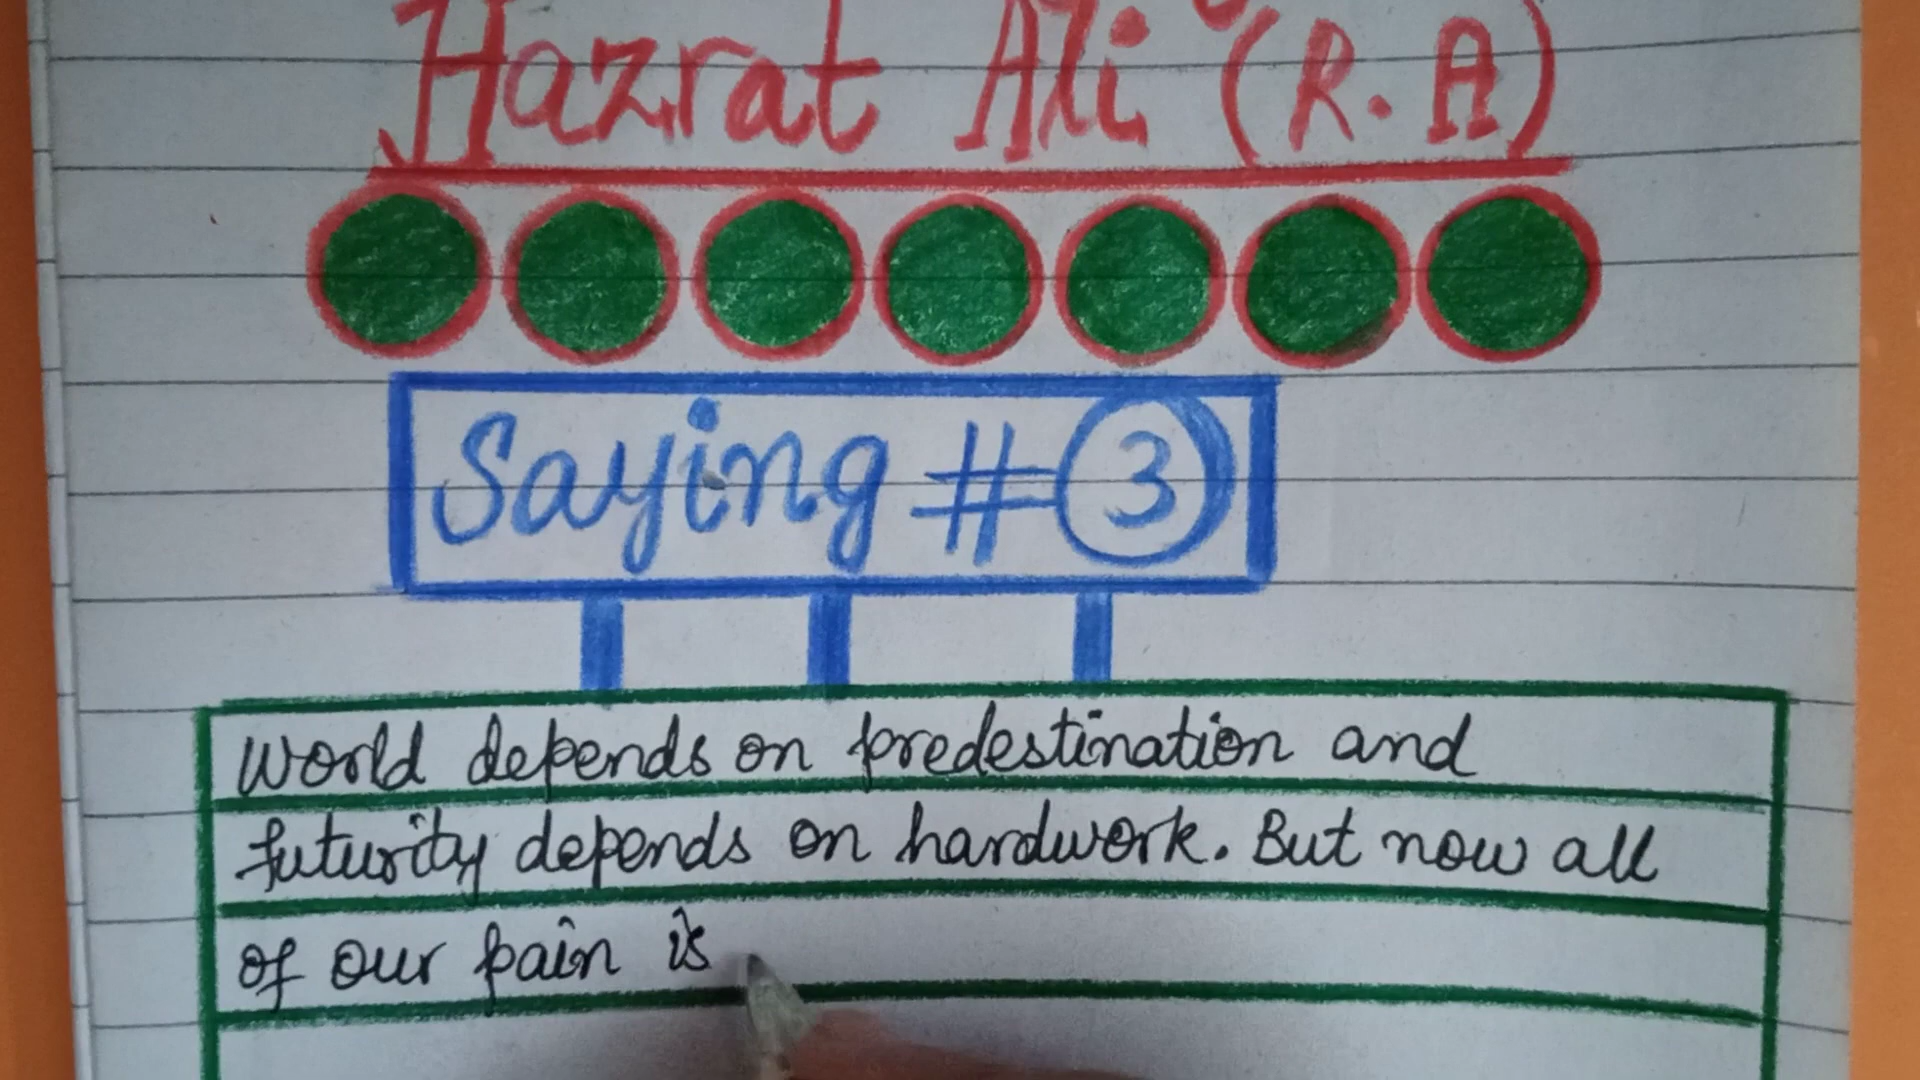 Hazrat Ali (R.A)
Saying # 3
World depends on predestination and
futurity depends on hardwork. But now all
of our pain is